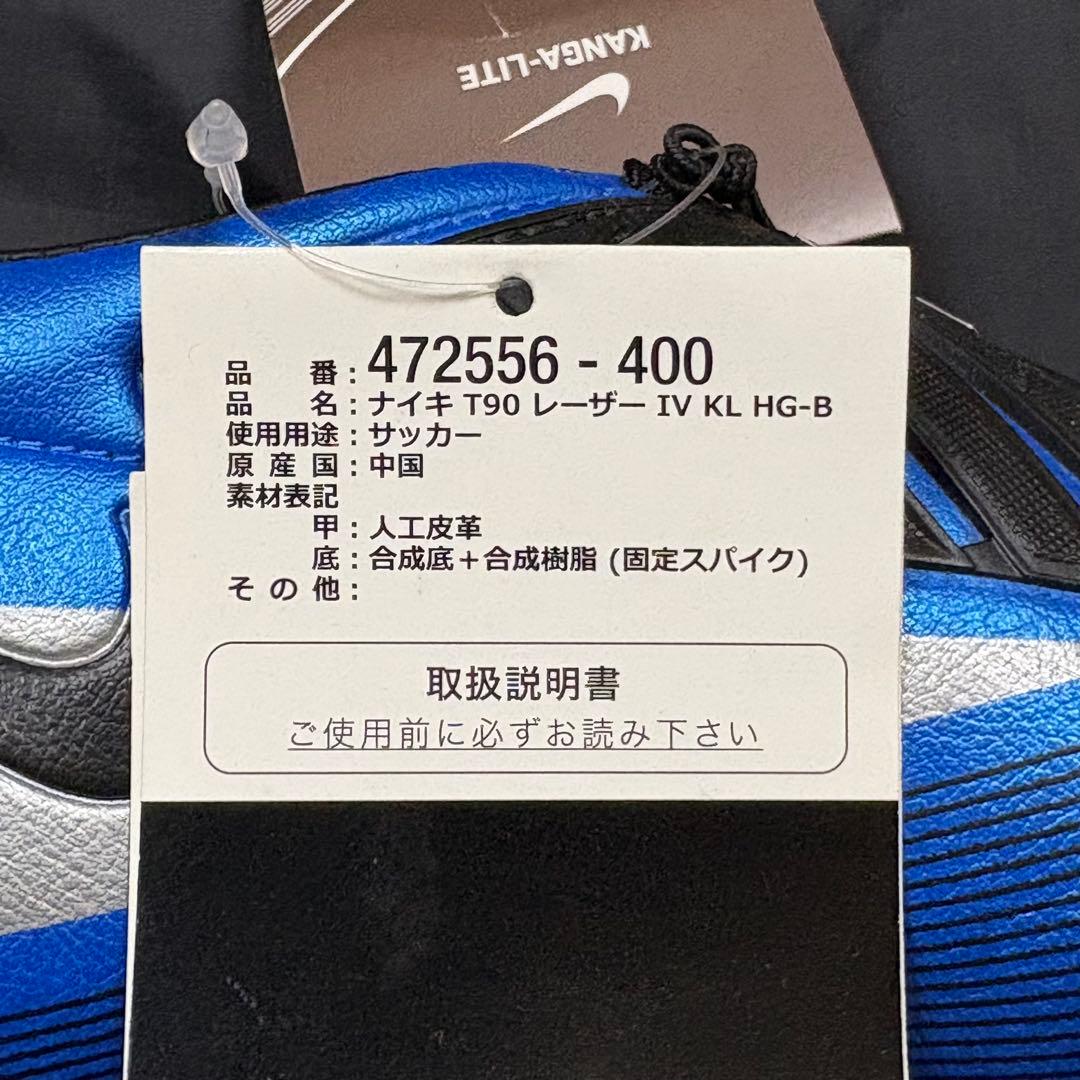 KANGA-LITE
品番：472556 - 400
品名：ナイキ T90 レーザー IV KL HG-B
使用用途：サッカー
原産国：中国
素材表記
甲：人工皮革
底：合成底＋合成樹脂 (固定スパイク)
その他：
取扱説明書
ご使用前に必ずお読み下さい